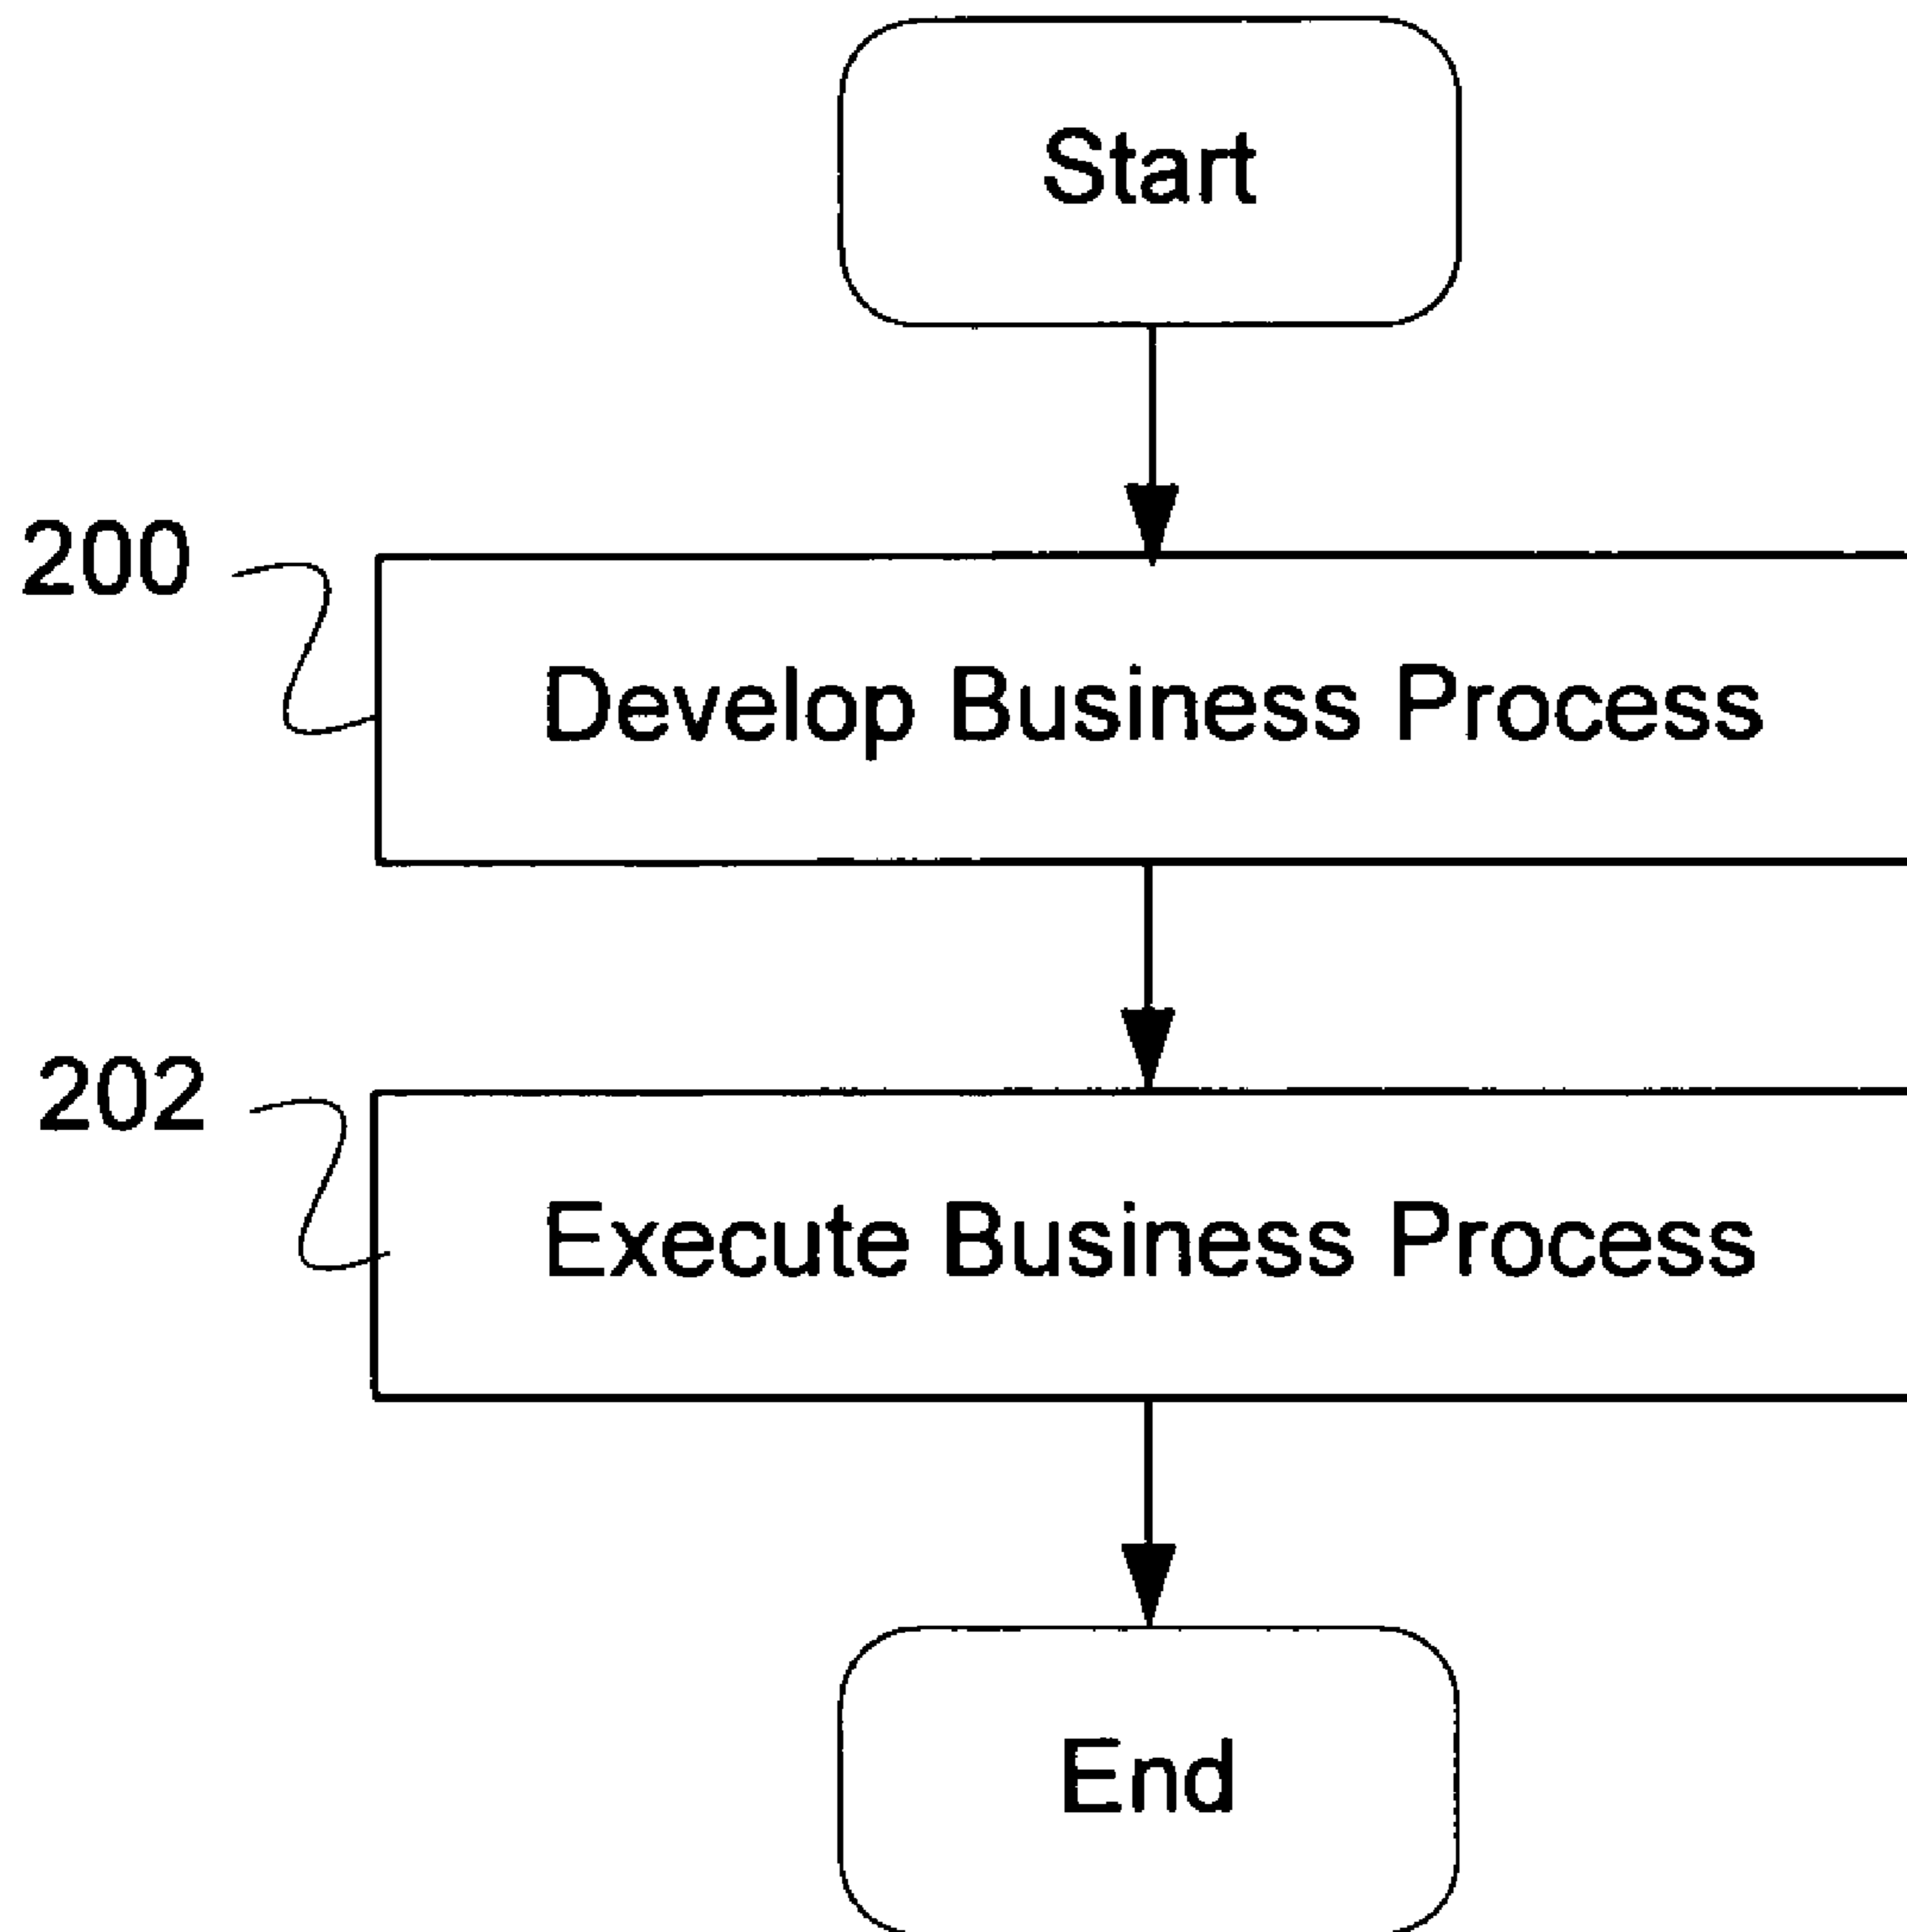 Start
200
Develop Business Process
202
Execute Business Process
End